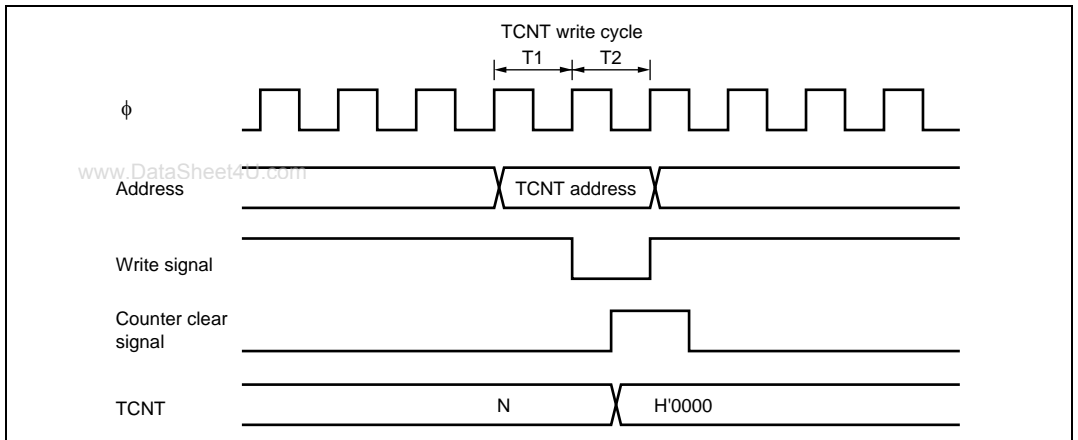 TCNT write cycle
T1 T2
ϕ
www.DataSheet4U.com
Address
TCNT address
Write signal
Counter clear
signal
TCNT
N
H'0000